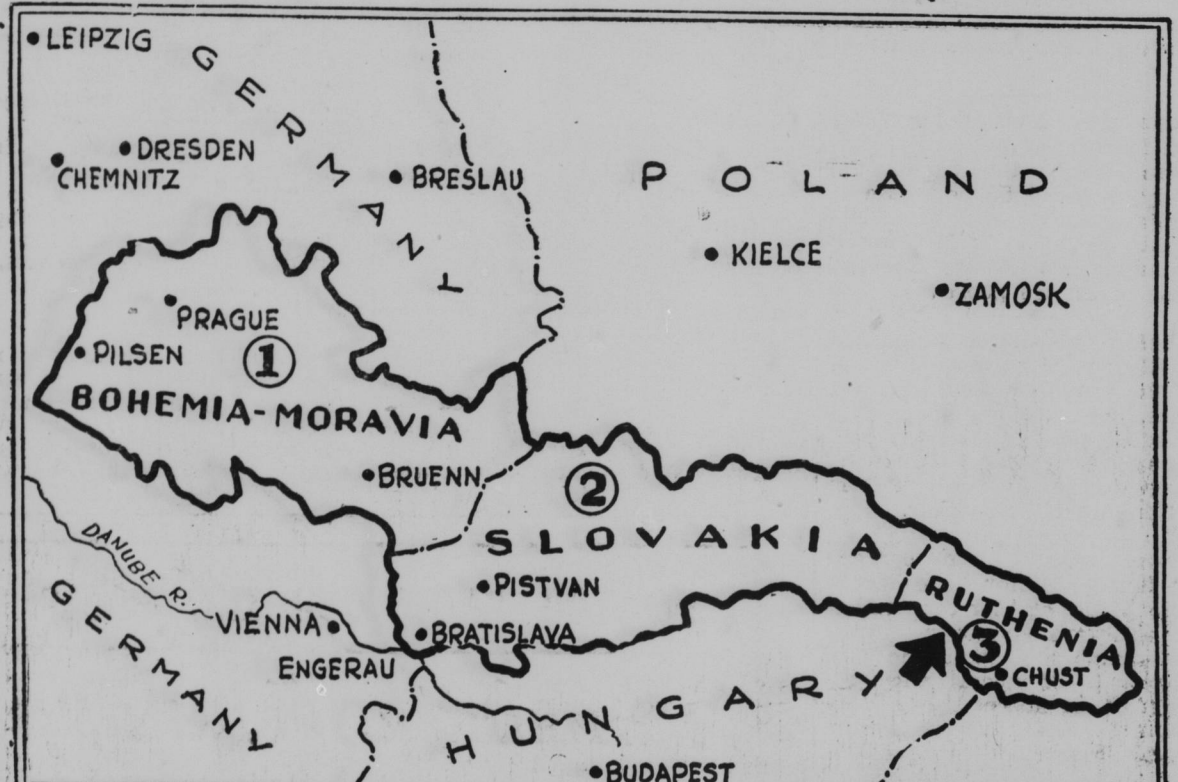 LEIPZIG
GERMANY
DRESDEN
CHEMNITZ
BRESLAU
POLAND
KIELCE
ZAMOSK
PRAGUE
PILSEN
1
BOHEMIA-MORAVIA
BRUENN
2
SLOVAKIA
PISTVAN
RUTHENIA
3
CHUST
DANUBE R.
VIENNA
BRATISLAVA
ENGERAU
GERMANY
HUNGARY
BUDAPEST